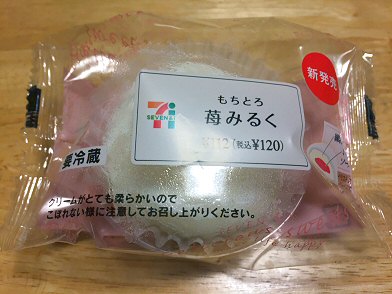 新発売
もちとろ
苺みるく
SEVEN&i
¥112(税込¥120)
要冷蔵
クリームがとても柔らかいので
こぼれない様に注意してお召し上がりください。